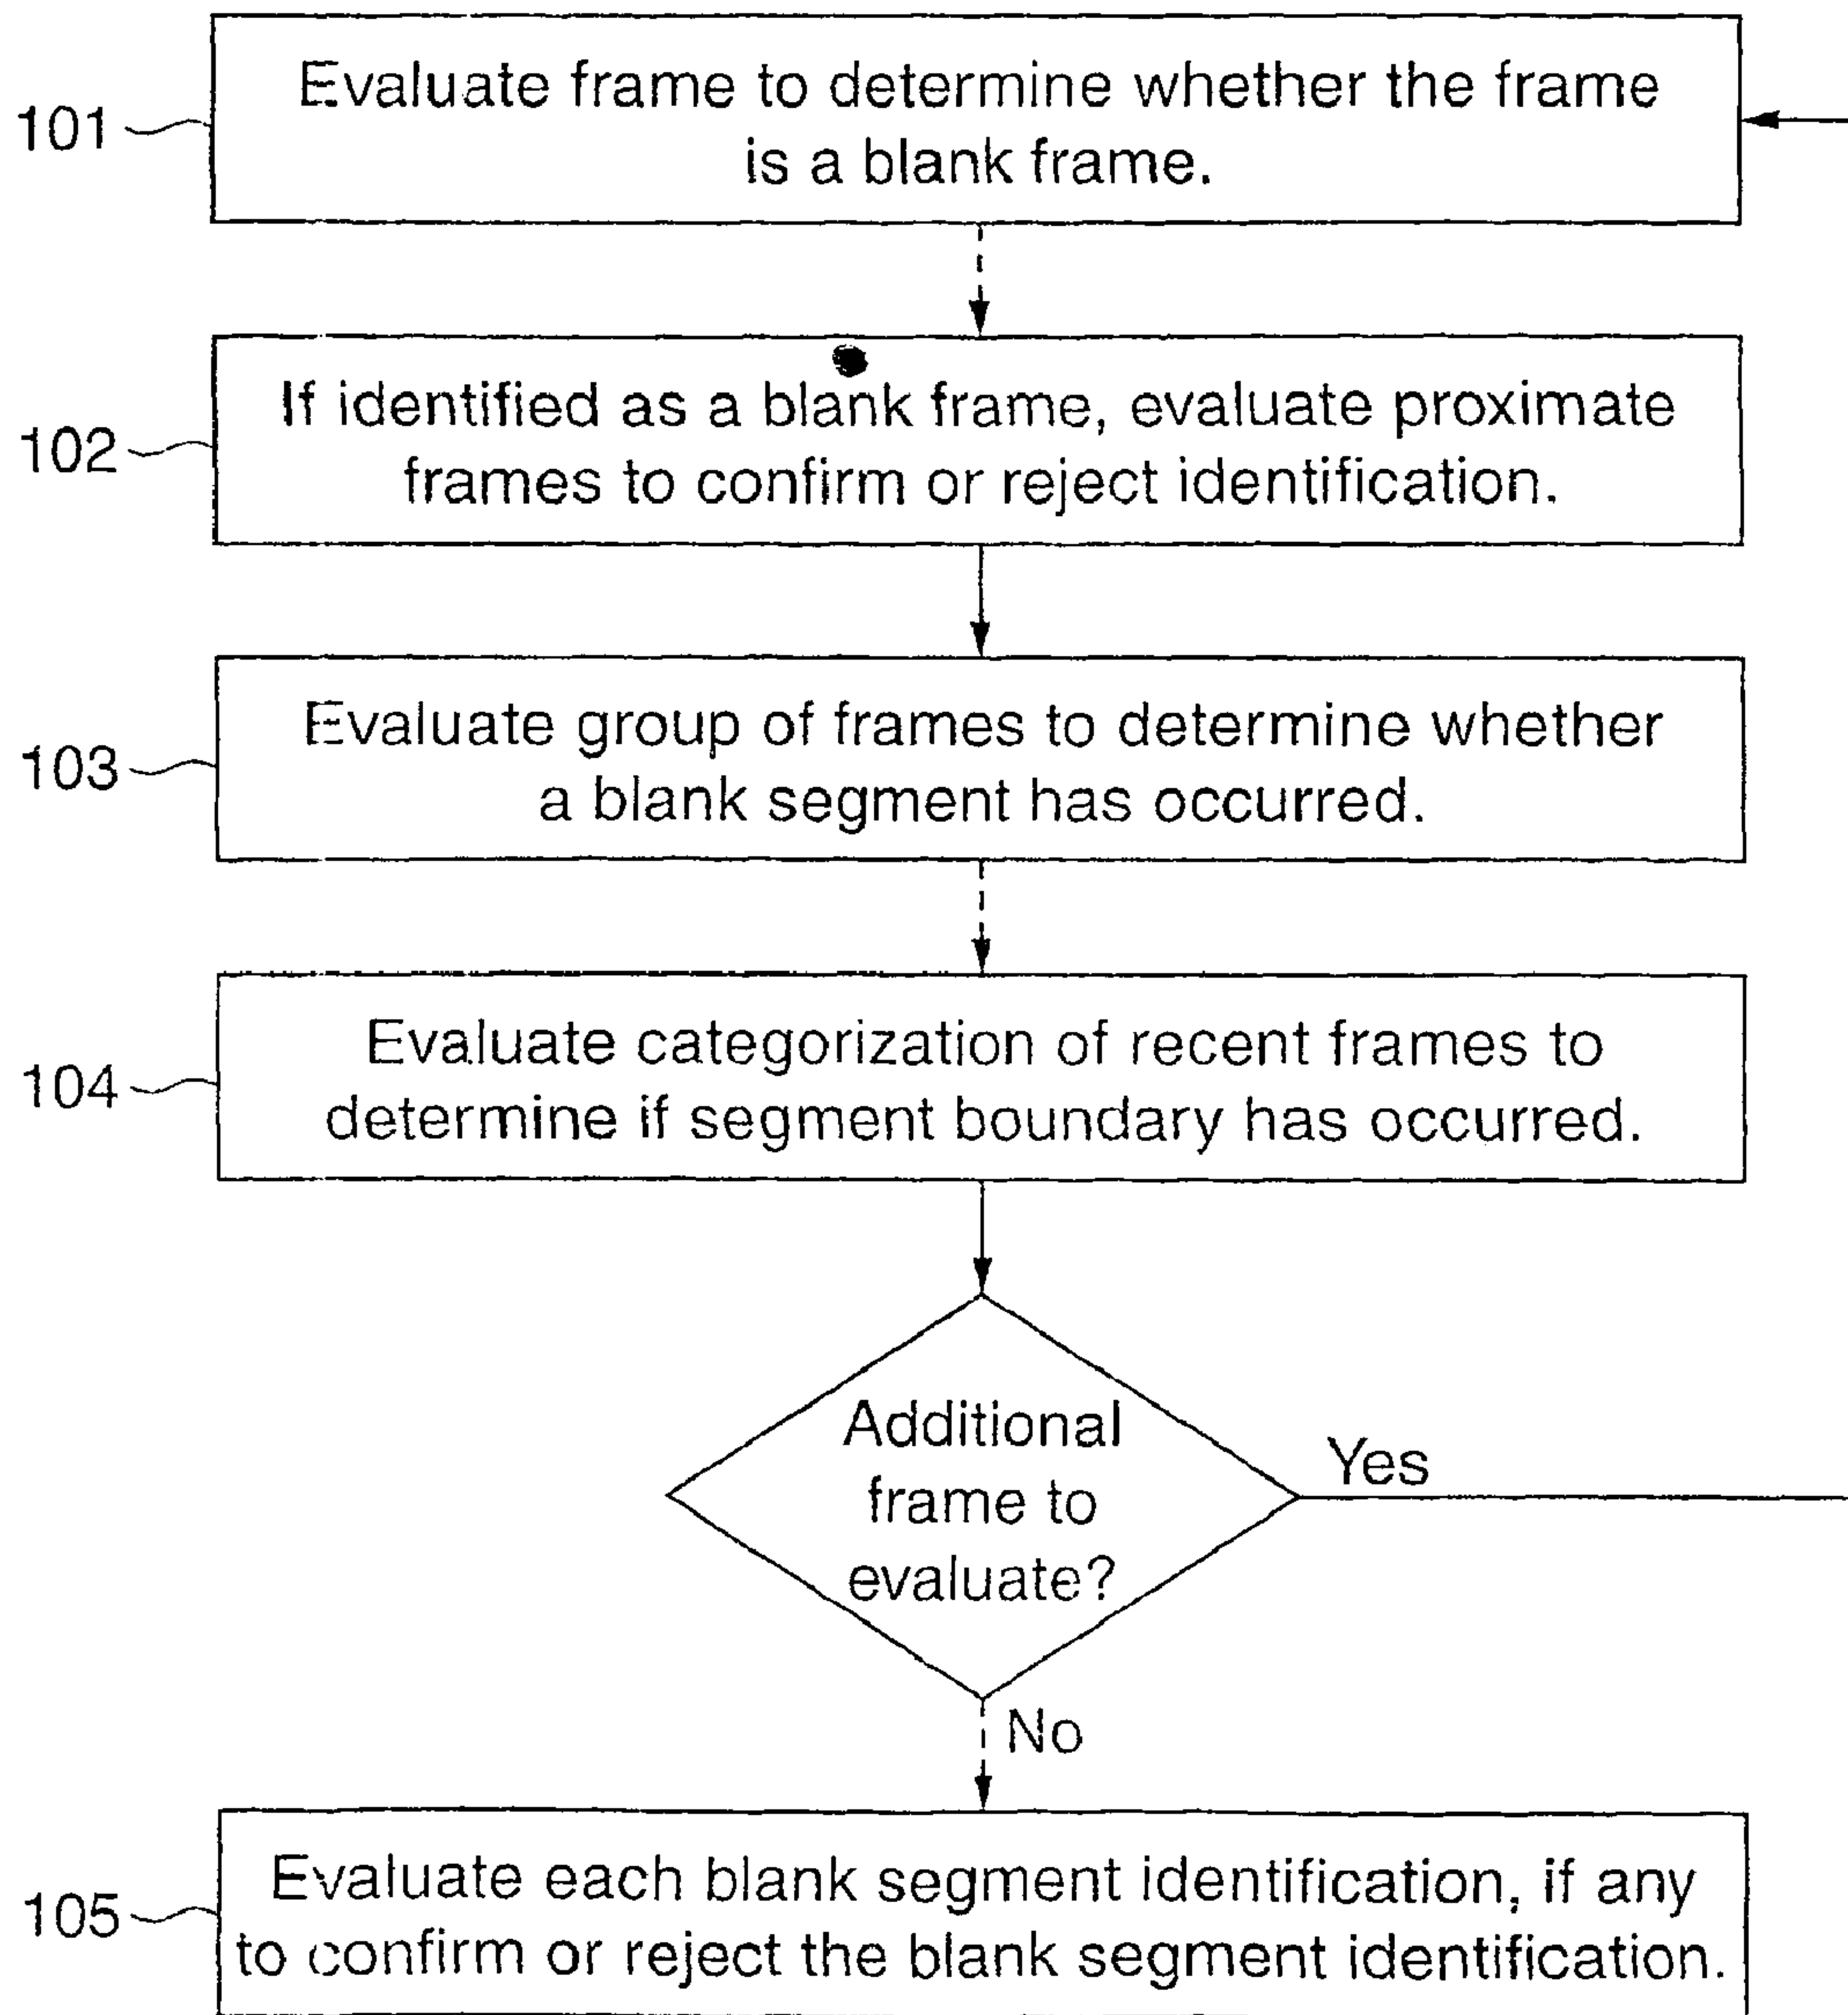 101
Evaluate frame to determine whether the frame
is a blank frame.
102
If identified as a blank frame, evaluate proximate
frames to confirm or reject identification.
103
Evaluate group of frames to determine whether
a blank segment has occurred.
104
Evaluate categorization of recent frames to
determine if segment boundary has occurred.
Additional
frame to
evaluate?
Yes
No
105
Evaluate each blank segment identification, if any
to confirm or reject the blank segment identification.